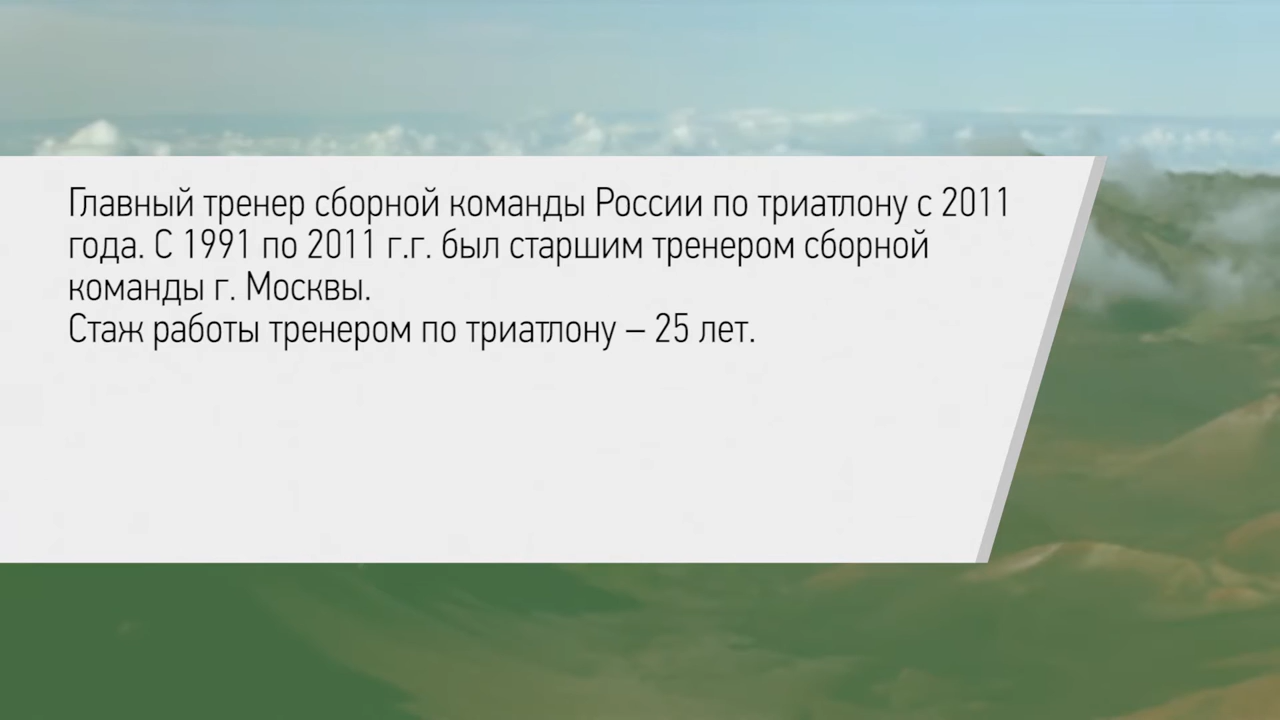 Главный тренер сборной команды России по триатлону с 2011
года. С 1991 по 2011 г.г. был старшим тренером сборной
команды г. Москвы.
Стаж работы тренером по триатлону – 25 лет.